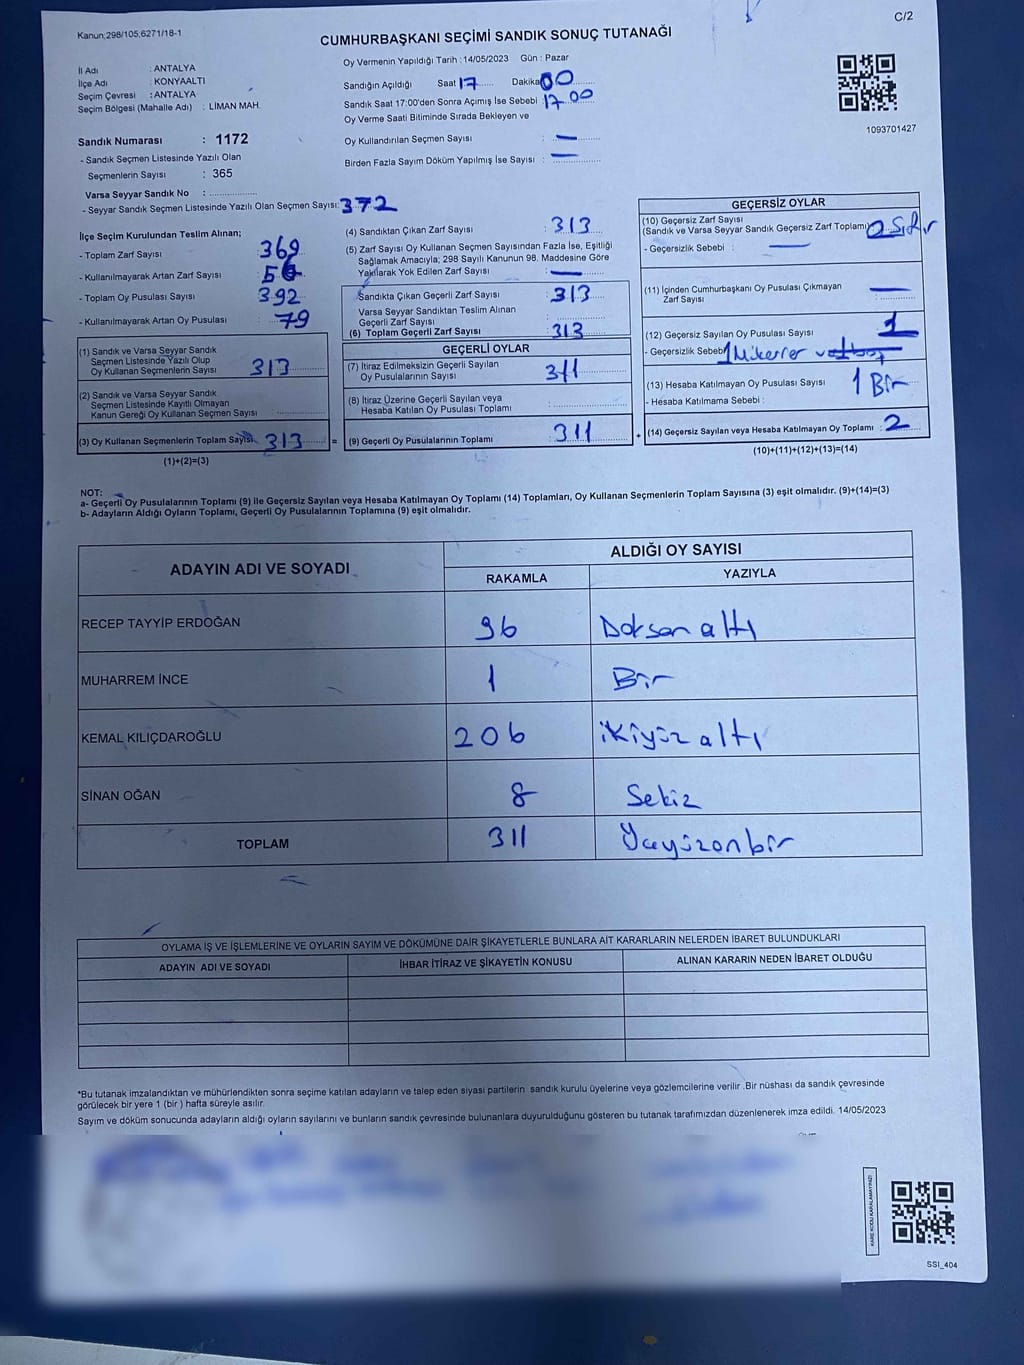 Kanun;298/105,6271/18-1
C/2
CUMHURBAŞKANI SEÇİMİ SANDIK SONUÇ TUTANAĞI
İl Adı : ANTALYA
İlçe Adı : KONYAALTI
Seçim Çevresi : ANTALYA
Seçim Bölgesi (Mahalle Adı) : LİMAN MAH.
Sandık Numarası : 1172
- Sandık Seçmen Listesinde Yazılı Olan
Seçmenlerin Sayısı : 365
Varsa Seyyar Sandık No :
- Seyyar Sandık Seçmen Listesinde Yazılı Olan Seçmen Sayısı: 372
Oy Vermenin Yapıldığı Tarih : 14/05/2023 Gün : Pazar
Sandığın Açıldığı Saat 17 Dakika 00
Sandık Saat 17:00'den Sonra Açımış İse Sebebi : 17 00
Oy Verme Saati Bitiminde Sırada Bekleyen ve
Oy Kullandırılan Seçmen Sayısı : —
Birden Fazla Sayım Döküm Yapılmış İse Sayısı : —
1093701427
İlçe Seçim Kurulundan Teslim Alınan;
- Toplam Zarf Sayısı : 369
- Kullanılmayarak Artan Zarf Sayısı : 56
- Toplam Oy Pusulası Sayısı : 392
- Kullanılmayarak Artan Oy Pusulası : 79
(1) Sandık ve Varsa Seyyar Sandık
Seçmen Listesinde Yazılı Olup
Oy Kullanan Seçmenlerin Sayısı : 313
(2) Sandık ve Varsa Seyyar Sandık
Seçmen Listesinde Kayıtlı Olmayan
Kanun Gereği Oy Kullanan Seçmen Sayısı :
(3) Oy Kullanan Seçmenlerin Toplam Sayısı : 313
(1)+(2)=(3)
(4) Sandıktan Çıkan Zarf Sayısı : 313
(5) Zarf Sayısı Oy Kullanan Seçmen Sayısından Fazla İse, Eşitliği
Sağlamak Amacıyla; 298 Sayılı Kanunun 98. Maddesine Göre
Yakılarak Yok Edilen Zarf Sayısı : —
Sandıkta Çıkan Geçerli Zarf Sayısı : 313
Varsa Seyyar Sandıktan Teslim Alınan
Geçerli Zarf Sayısı :
(6) Toplam Geçerli Zarf Sayısı : 313
GEÇERLİ OYLAR
(7) İtiraz Edilmeksizin Geçerli Sayılan
Oy Pusulalarının Sayısı : 311
(8) İtiraz Üzerine Geçerli Sayılan veya
Hesaba Katılan Oy Pusulası Toplamı :
=
(9) Geçerli Oy Pusulalarının Toplamı : 311
+
GEÇERSİZ OYLAR
(10) Geçersiz Zarf Sayısı
(Sandık ve Varsa Seyyar Sandık Geçersiz Zarf Toplamı) 0 Sıfır
- Geçersizlik Sebebi : —
(11) İçinden Cumhurbaşkanı Oy Pusulası Çıkmayan
Zarf Sayısı —
(12) Geçersiz Sayılan Oy Pusulası Sayısı : 1
- Geçersizlik Sebebi 1 Mükerrer
(13) Hesaba Katılmayan Oy Pusulası Sayısı : 1 Bir
- Hesaba Katılmama Sebebi :
(14) Geçersiz Sayılan veya Hesaba Katılmayan Oy Toplamı : 2
(10)+(11)+(12)+(13)=(14)
NOT:
a- Geçerli Oy Pusulalarının Toplamı (9) ile Geçersiz Sayılan veya Hesaba Katılmayan Oy Toplamı (14) Toplamları, Oy Kullanan Seçmenlerin Toplam Sayısına (3) eşit olmalıdır. (9)+(14)=(3)
b- Adayların Aldığı Oyların Toplamı, Geçerli Oy Pusulalarının Toplamına (9) eşit olmalıdır.
ADAYIN ADI VE SOYADI
ALDIĞI OY SAYISI
RAKAMLA YAZIYLA
RECEP TAYYİP ERDOĞAN 96 Doksan altı
MUHARREM İNCE 1 Bir
KEMAL KILIÇDAROĞLU 206 ikiyüz altı
SİNAN OĞAN 8 Sekiz
TOPLAM 311 Üçyüzonbir
OYLAMA İŞ VE İŞLEMLERİNE VE OYLARIN SAYIM VE DÖKÜMÜNE DAİR ŞİKAYETLERLE BUNLARA AİT KARARLARIN NELERDEN İBARET BULUNDUKLARI
ADAYIN ADI VE SOYADI İHBAR İTİRAZ VE ŞİKAYETİN KONUSU ALINAN KARARIN NEDEN İBARET OLDUĞU
*Bu tutanak imzalandıktan ve mühürlendikten sonra seçime katılan adayların ve talep eden siyasi partilerin sandık kurulu üyelerine veya gözlemcilerine verilir .Bir nüshası da sandık çevresinde
görülecek bir yere 1 (bir ) hafta süreyle asılır.
Sayım ve döküm sonucunda adayların aldığı oyların sayılarını ve bunların sandık çevresinde bulunanlara duyurulduğunu gösteren bu tutanak tarafımızdan düzenlenerek imza edildi. 14/05/2023
KARE KODU KARALAMAYINIZ!
SSI_404